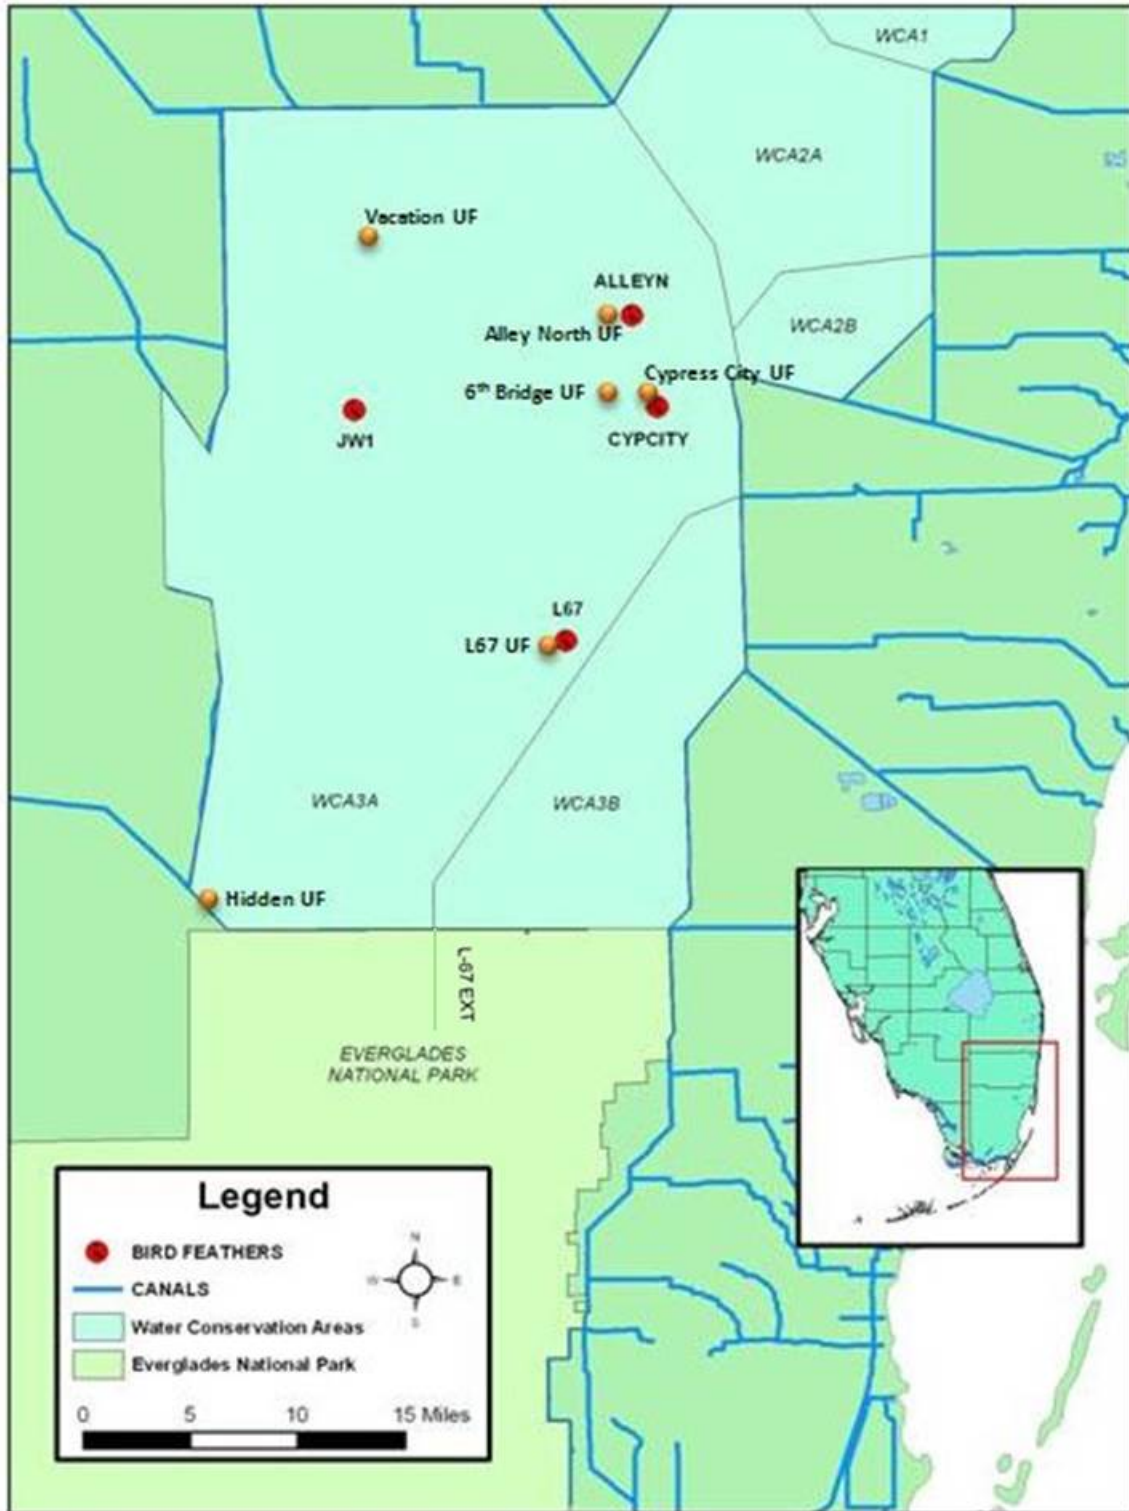 WCA1
WCA2A
Vacation UF
ALLEYN
Alley North UF
WCA2B
Cypress City UF
6th Bridge UF
JW1
CYPCITY
L67
L67 UF
WCA3A
WCA3B
Hidden UF
L-67 EXT
EVERGLADES
NATIONAL PARK
Legend
BIRD FEATHERS
CANALS
Water Conservation Areas
Everglades National Park
N
W E
S
0 5 10 15 Miles